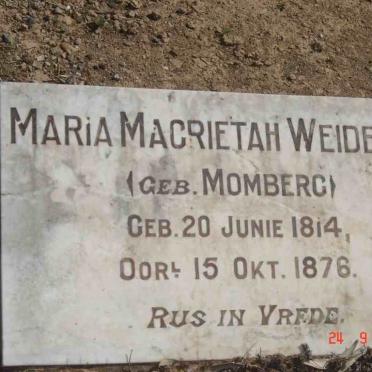 MARIA MACRIETAH WEIDE
(GEB. MOMBERG)
GEB. 20 JUNIE 1814,
OORL 15 OKT. 1876.
RUS IN VREDE.
24 9